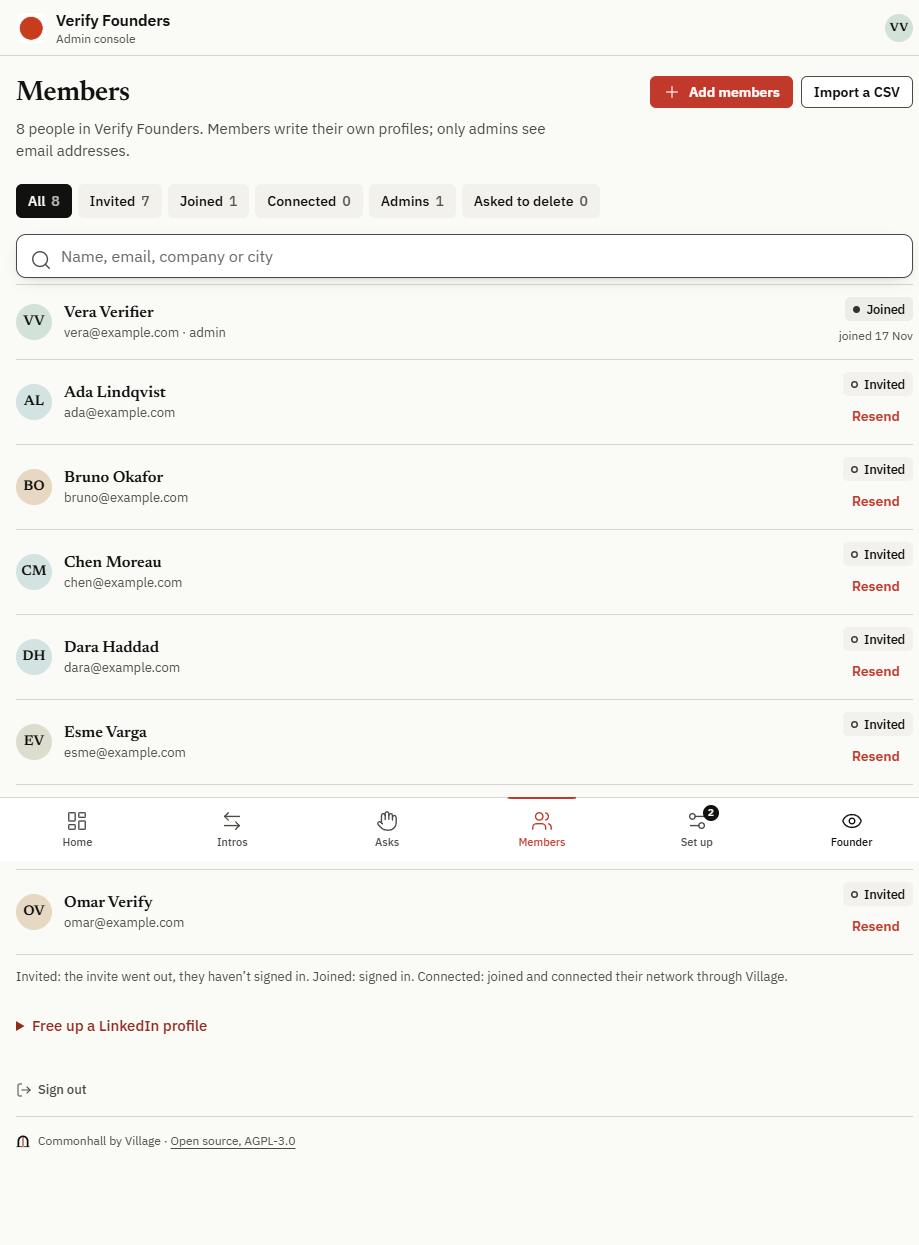 Verify Founders
Admin console
VV
Members
Add members
Import a CSV
8 people in Verify Founders. Members write their own profiles; only admins see
email addresses.
All 8
Invited 7
Joined 1
Connected 0
Admins 1
Asked to delete 0
Name, email, company or city
VV
Vera Verifier
vera@example.com · admin
Joined
joined 17 Nov
AL
Ada Lindqvist
ada@example.com
Invited
Resend
BO
Bruno Okafor
bruno@example.com
Invited
Resend
CM
Chen Moreau
chen@example.com
Invited
Resend
DH
Dara Haddad
dara@example.com
Invited
Resend
EV
Esme Varga
esme@example.com
Invited
Resend
Home
Intros
Asks
Members
2
Set up
Founder
OV
Omar Verify
omar@example.com
Invited
Resend
Invited: the invite went out, they haven’t signed in. Joined: signed in. Connected: joined and connected their network through Village.
Free up a LinkedIn profile
Sign out
Commonhall by Village · Open source, AGPL-3.0